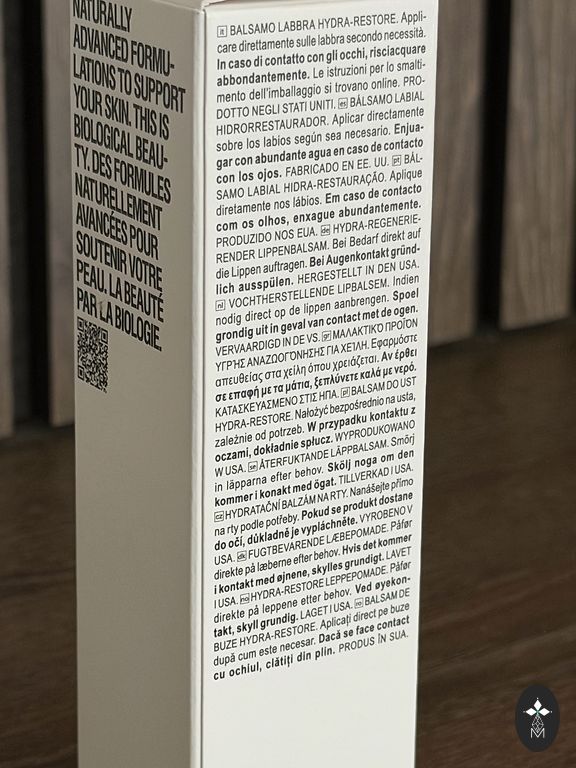 NATURALLY
ADVANCED FORMU-
LATIONS TO SUPPORT
YOUR SKIN. THIS IS
BIOLOGICAL BEAU-
TY. DES FORMULES
NATURELLEMENT
AVANCÉES POUR
SOUTENIR VOTRE
PEAU. LA BEAUTÉ
PAR LA BIOLOGIE.
it BALSAMO LABBRA HYDRA-RESTORE. Appli-
care direttamente sulle labbra secondo necessità.
In caso di contatto con gli occhi, risciacquare
abbondantemente. Le istruzioni per lo smalti-
mento dell'imballaggio si trovano online. PRO-
DOTTO NEGLI STATI UNITI. es BÁLSAMO LABIAL
HIDRORRESTAURADOR. Aplicar directamente
sobre los labios según sea necesario. Enjua-
gar con abundante agua en caso de contacto
con los ojos. FABRICADO EN EE. UU. pt BÁL-
SAMO LABIAL HIDRA-RESTAURAÇÃO. Aplique
diretamente nos lábios. Em caso de contacto
com os olhos, enxague abundantemente.
PRODUZIDO NOS EUA. de HYDRA-REGENERIE-
RENDER LIPPENBALSAM. Bei Bedarf direkt auf
die Lippen auftragen. Bei Augenkontakt gründ-
lich ausspülen. HERGESTELLT IN DEN USA.
nl VOCHTHERSTELLENDE LIPBALSEM. Indien
nodig direct op de lippen aanbrengen. Spoel
grondig uit in geval van contact met de ogen.
VERVAARDIGD IN DE VS. gr ΜΑΛΑΚΤΙΚΟ ΠΡΟΪΟΝ
ΥΓΡΗΣ ΑΝΑΖΩΟΓΟΝΗΣΗΣ ΓΙΑ ΧΕΙΛΗ. Εφαρμόστε
απευθείας στα χείλη όπου χρειάζεται. Αν έρθει
σε επαφή με τα μάτια, ξεπλύνετε καλά με νερό.
ΚΑΤΑΣΚΕΥΑΣΜΕΝΟ ΣΤΙΣ ΗΠΑ. pl BALSAM DO UST
HYDRA-RESTORE. Nałożyć bezpośrednio na usta,
zależnie od potrzeb. W przypadku kontaktu z
oczami, dokładnie spłucz. WYPRODUKOWANO
W USA. se ÅTERFUKTANDE LÄPPBALSAM. Smörj
in läpparna efter behov. Skölj noga om den
kommer i konakt med ögat. TILLVERKAD I USA.
cz HYDRATAČNÍ BALZÁM NA RTY. Nanášejte přímo
na rty podle potřeby. Pokud se produkt dostane
do očí, důkladně je vypláchněte. VYROBENO V
USA. dk FUGTBEVARENDE LÆBEPOMADE. Påfør
direkte på læberne efter behov. Hvis det kommer
i kontakt med øjnene, skylles grundigt. LAVET
I USA. no HYDRA-RESTORE LEPPEPOMADE. Påfør
direkte på leppene etter behov. Ved øyekon-
takt, skyll grundig. LAGET I USA. ro BALSAM DE
BUZE HYDRA-RESTORE. Aplicați direct pe buze
după cum este necesar. Dacă se face contact
cu ochiul, clătiți din plin. PRODUS ÎN SUA.
M